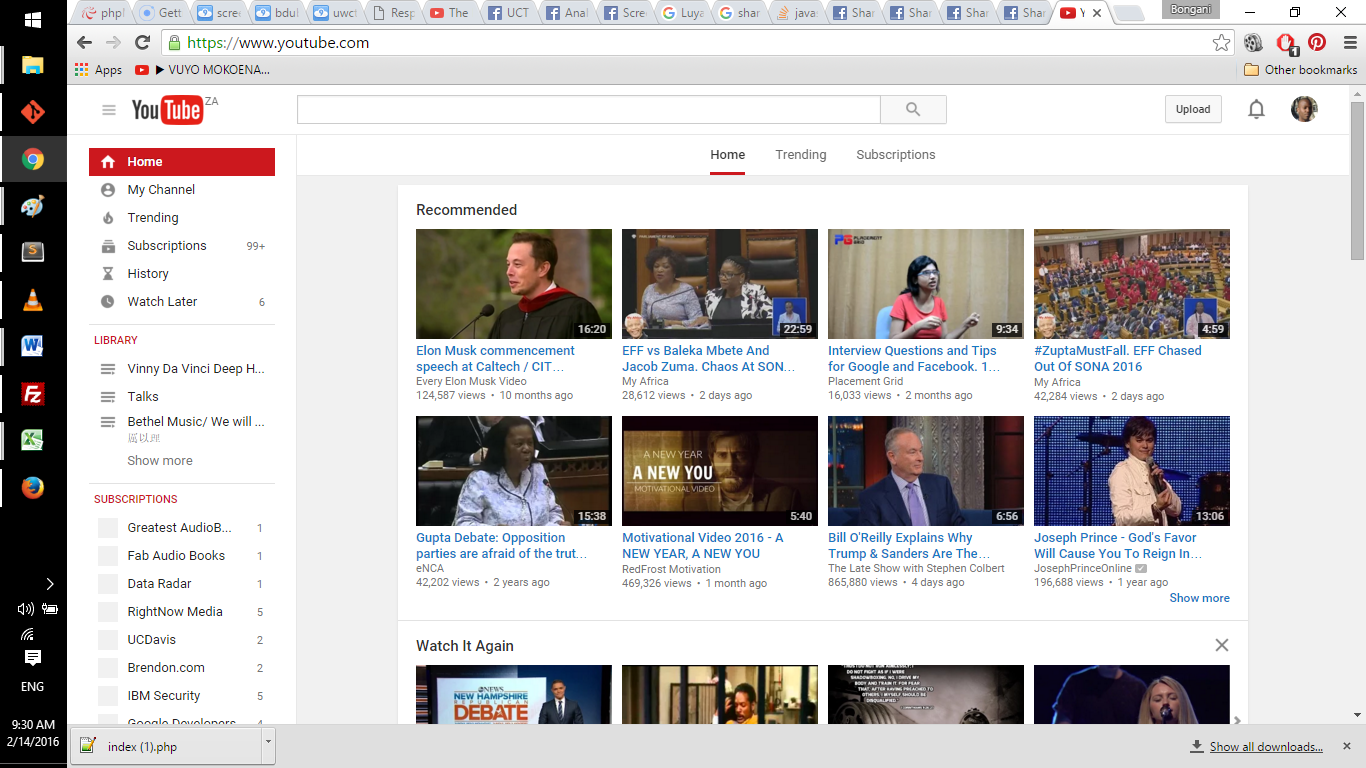 php
Gett
scree
bdul
uwct
Resp
The
UCT
Anal
Scre
Luya
shar
javas
Shar
Shar
Shar
Shar
Y
Bongani
https://www.youtube.com
Apps
▶ VUYO MOKOENA...
Other bookmarks
YouTube ZA
Upload
Home
Trending
Subscriptions
Home
My Channel
Trending
Subscriptions 99+
History
Watch Later 6
LIBRARY
Vinny Da Vinci Deep H...
Talks
Bethel Music/ We will ...
Show more
SUBSCRIPTIONS
Greatest AudioB... 1
Fab Audio Books 1
Data Radar 1
RightNow Media 5
UCDavis 2
Brendon.com 2
IBM Security 5
Google Developers 4
Recommended
16:20
Elon Musk commencement
speech at Caltech / CIT...
Every Elon Musk Video
124,587 views • 10 months ago
22:59
EFF vs Baleka Mbete And
Jacob Zuma. Chaos At SON...
My Africa
28,612 views • 2 days ago
PG PLACEMENT
GRID
9:34
Interview Questions and Tips
for Google and Facebook. 1...
Placement Grid
16,033 views • 2 months ago
4:59
#ZuptaMustFall. EFF Chased
Out Of SONA 2016
My Africa
42,284 views • 2 days ago
15:38
Gupta Debate: Opposition
parties are afraid of the trut...
eNCA
42,202 views • 2 years ago
A NEW YEAR
A NEW YOU
MOTIVATIONAL VIDEO
5:40
Motivational Video 2016 - A
NEW YEAR, A NEW YOU
RedFrost Motivation
469,326 views • 1 month ago
6:56
Bill O'Reilly Explains Why
Trump & Sanders Are The...
The Late Show with Stephen Colbert
865,880 views • 4 days ago
13:06
Joseph Prince - God's Favor
Will Cause You To Reign In...
JosephPrinceOnline
196,688 views • 1 year ago
Show more
Watch It Again
NEWS
NEW HAMPSHIRE
REPUBLICAN
DEBATE
DO NOT FIGHT AS IF I WERE
SHADOWBOXING. NO, I DRIVE MY
BODY AND TRAIN IT FOR FEAR
THAT, AFTER HAVING PREACHED TO
OTHERS, I MYSELF SHOULD BE
DISQUALIFIED.
ENG
9:30 AM
2/14/2016
index (1).php
Show all downloads...